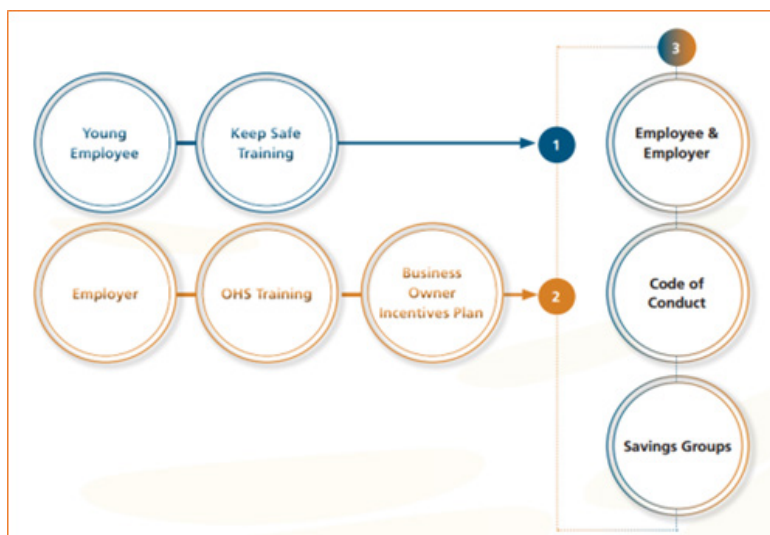 3
Young
Employee
Keep Safe
Training
1
Employee &
Employer
Employer
OHS Training
Business
Owner
Incentives Plan
2
Code of
Conduct
Savings Groups